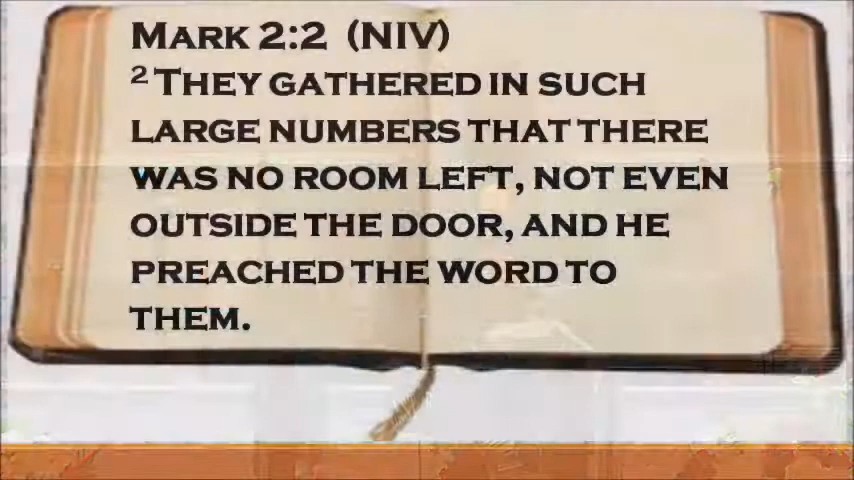 Mark 2:2 (NIV)
2 They gathered in such
large numbers that there
was no room left, not even
outside the door, and he
preached the word to
them.